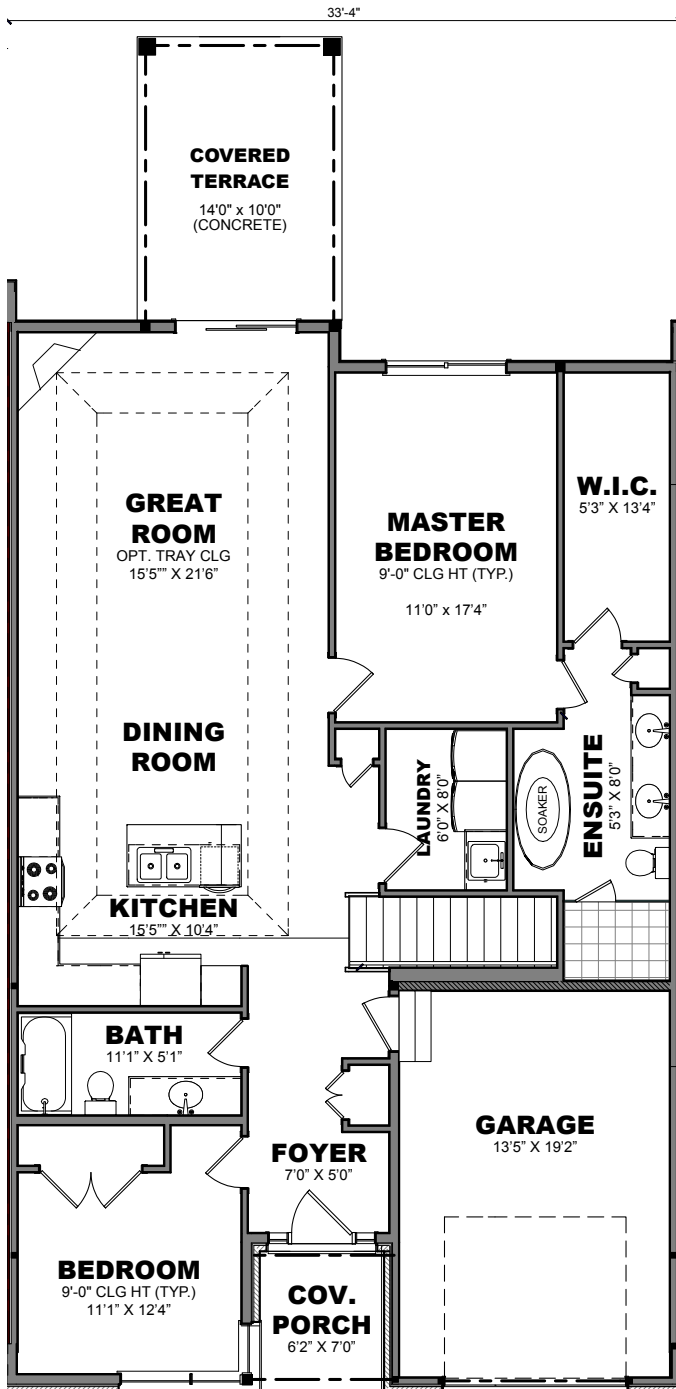 33'-4"
COVERED
TERRACE
14'0" x 10'0"
(CONCRETE)
GREAT
ROOM
OPT. TRAY CLG
15'5"" X 21'6"
MASTER
BEDROOM
9'-0" CLG HT (TYP.)
11'0" x 17'4"
W.I.C.
5'3" X 13'4"
DINING
ROOM
LAUNDRY
6'0" X 8'0"
SOAKER
ENSUITE
5'3" X 8'0"
KITCHEN
15'5"" X 10'4"
BATH
11'1" X 5'1"
FOYER
7'0" X 5'0"
GARAGE
13'5" X 19'2"
BEDROOM
9'-0" CLG HT (TYP.)
11'1" X 12'4"
COV.
PORCH
6'2" X 7'0"